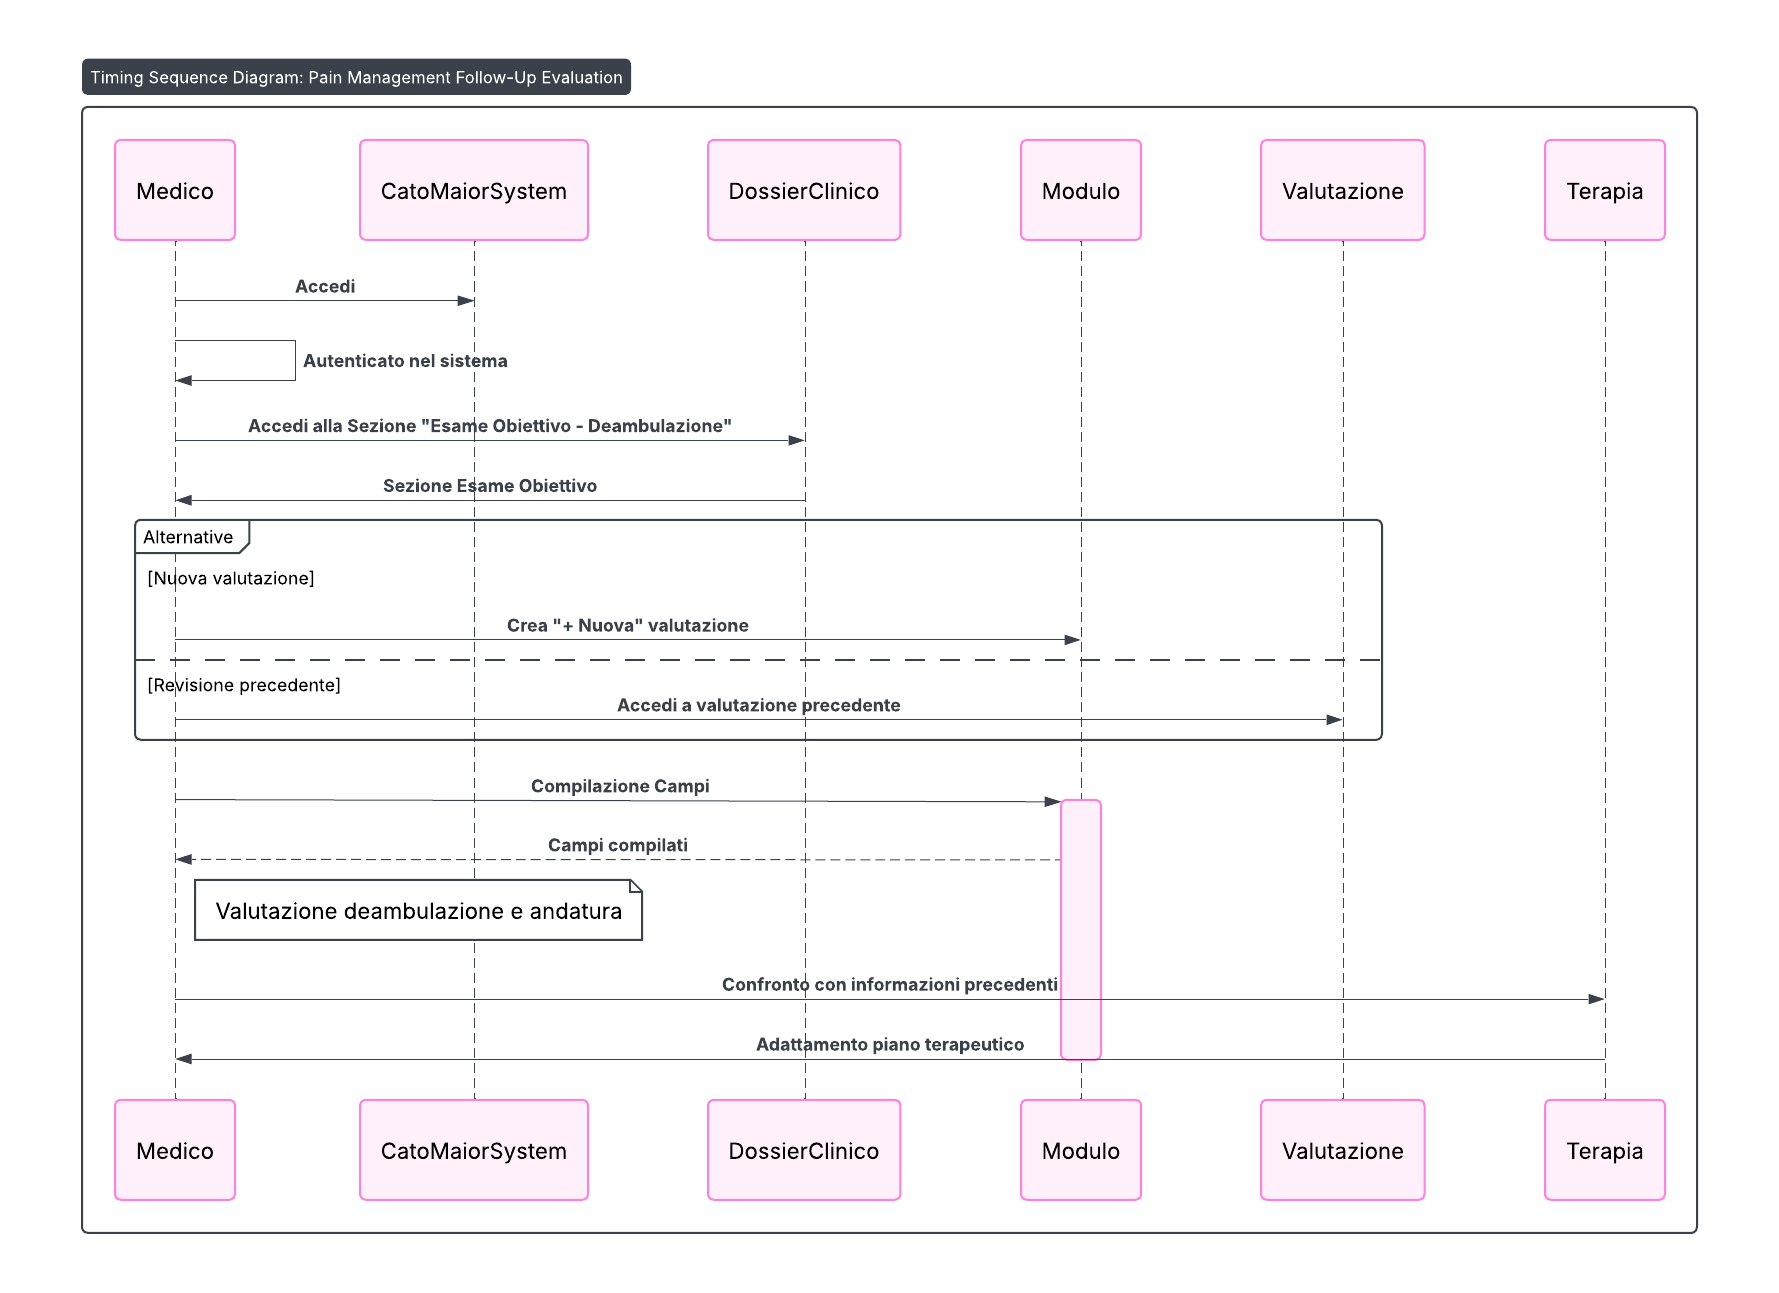 Timing Sequence Diagram: Pain Management Follow-Up Evaluation
Medico
CatoMaiorSystem
DossierClinico
Modulo
Valutazione
Terapia
Accedi
Autenticato nel sistema
Accedi alla Sezione "Esame Obiettivo - Deambulazione"
Sezione Esame Obiettivo
Alternative
[Nuova valutazione]
Crea "+ Nuova" valutazione
[Revisione precedente]
Accedi a valutazione precedente
Compilazione Campi
Campi compilati
Valutazione deambulazione e andatura
Confronto con informazioni precedenti
Adattamento piano terapeutico
Medico
CatoMaiorSystem
DossierClinico
Modulo
Valutazione
Terapia